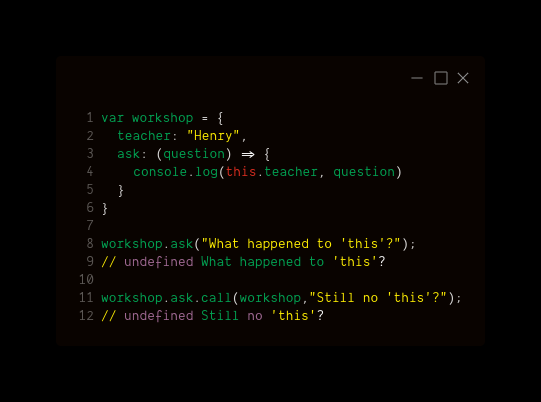 1 var workshop = {
2   teacher: "Henry",
3   ask: (question) => {
4     console.log(this.teacher, question)
5   }
6 }
7
8 workshop.ask("What happened to 'this'?");
9 // undefined What happened to 'this'?
10
11 workshop.ask.call(workshop,"Still no 'this'?");
12 // undefined Still no 'this'?